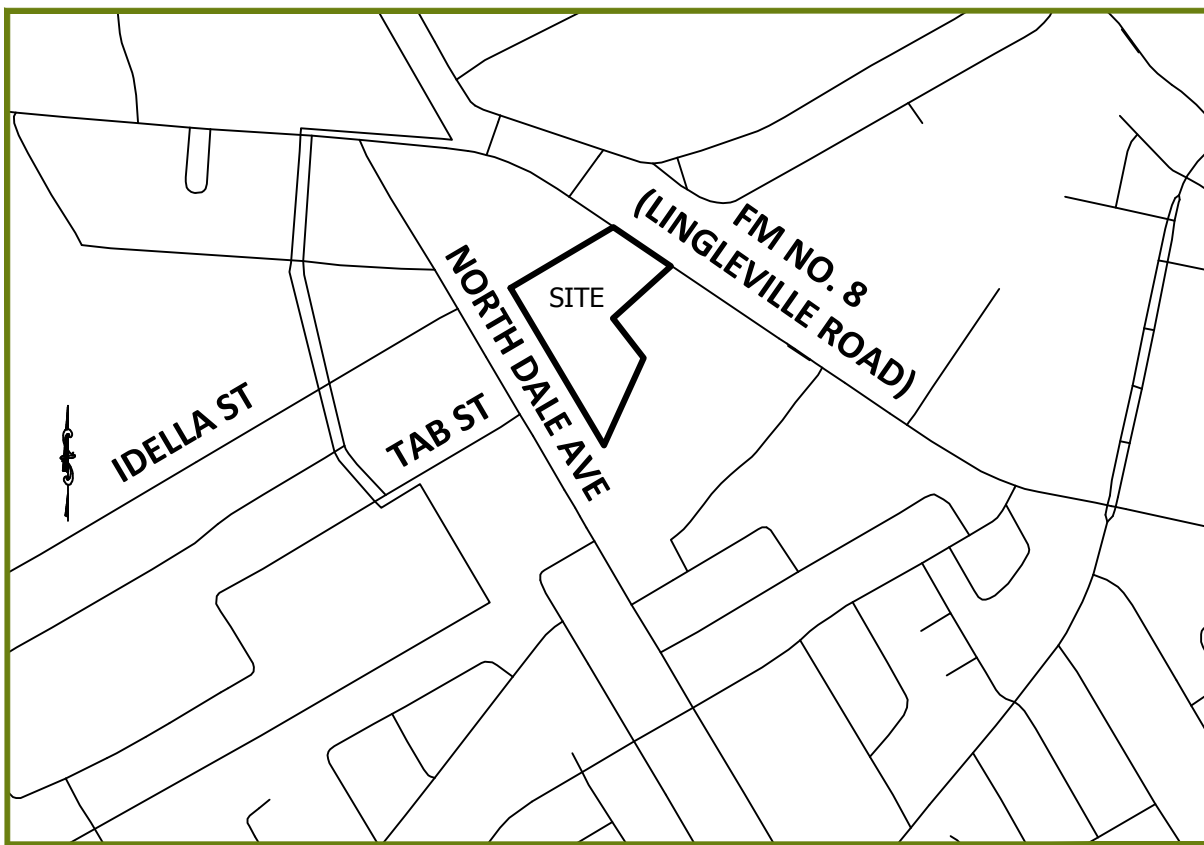 FM NO. 8
(LINGLEVILLE ROAD)
SITE
NORTH DALE AVE
IDELLA ST
TAB ST